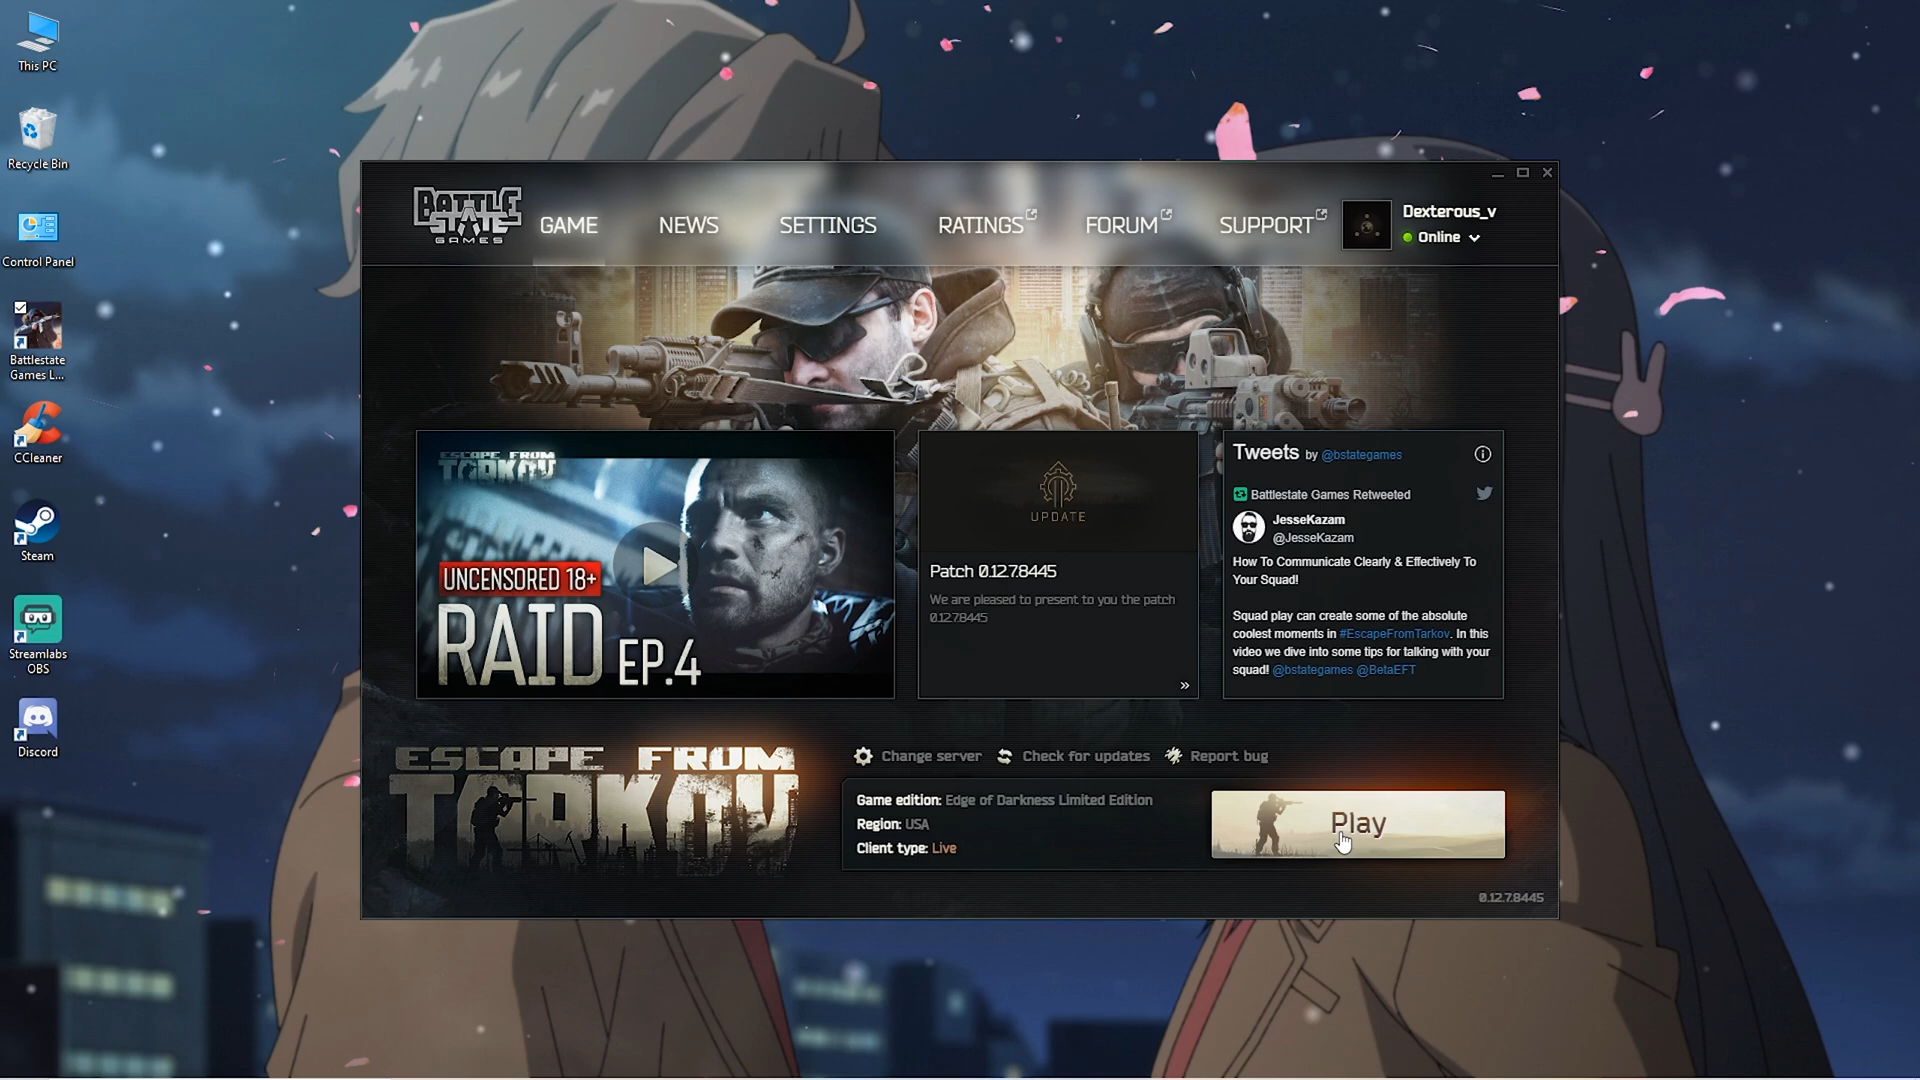 This PC
Recycle Bin
Control Panel
Battlestate
Games L...
CCleaner
Steam
Streamlabs
OBS
Discord
BATTLE
STATE
GAMES
GAME
NEWS
SETTINGS
RATINGS
FORUM
SUPPORT
Dexterous_v
Online
ESCAPE FROM
TARKOV
UNCENSORED 18+
RAID EP.4
UPDATE
Patch 0.12.7.8445
We are pleased to present to you the patch
0.12.7.8445
»
Tweets by @bstategames
Battlestate Games Retweeted
JesseKazam
@JesseKazam
How To Communicate Clearly & Effectively To
Your Squad!
Squad play can create some of the absolute
coolest moments in #EscapeFromTarkov. In this
video we dive into some tips for talking with your
squad! @bstategames @BetaEFT
ESCAPE FROM
TARKOV
Change server
Check for updates
Report bug
Game edition: Edge of Darkness Limited Edition
Region: USA
Client type: Live
Play
0.12.7.8445